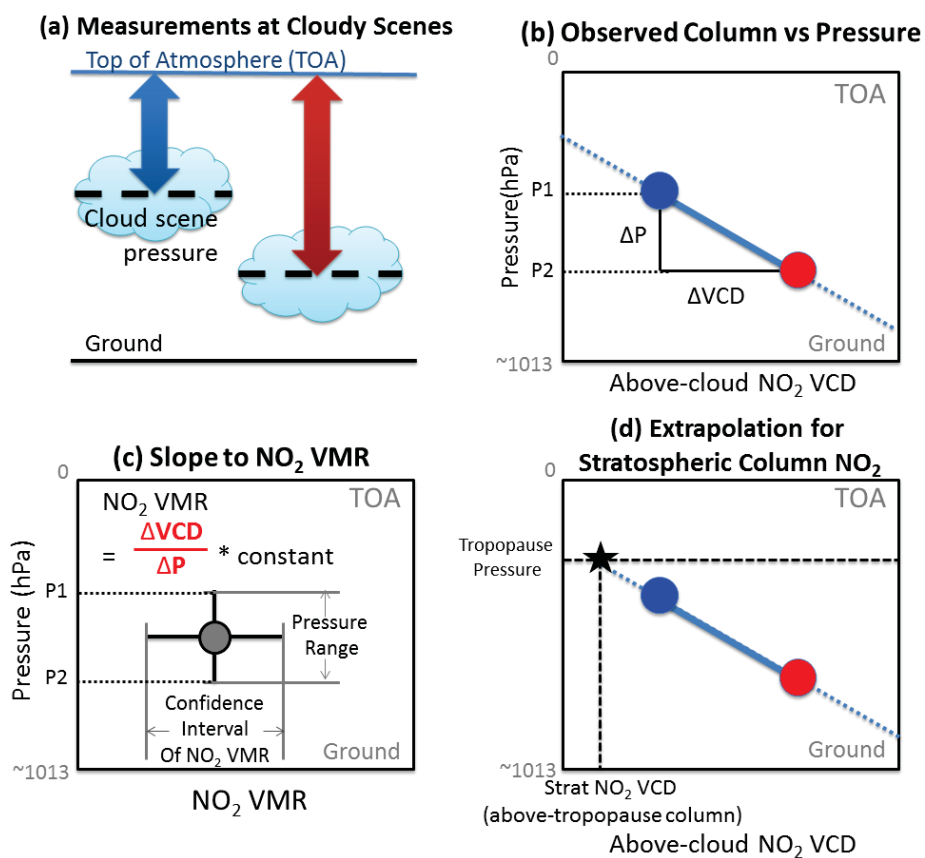 (a) Measurements at Cloudy Scenes
Top of Atmosphere (TOA)
Cloud scene
pressure
Ground
(b) Observed Column vs Pressure
0
TOA
Pressure(hPa)
P1
ΔP
P2
ΔVCD
Ground
~1013
Above-cloud NO₂ VCD
(c) Slope to NO₂ VMR
0
TOA
NO₂ VMR
= ΔVCD/ΔP * constant
Pressure (hPa)
P1
Pressure
Range
P2
Confidence
Interval
Of NO₂ VMR
Ground
~1013
NO₂ VMR
(d) Extrapolation for
Stratospheric Column NO₂
0
TOA
Tropopause
Pressure
Ground
~1013
Strat NO₂ VCD
(above-tropopause column)
Above-cloud NO₂ VCD